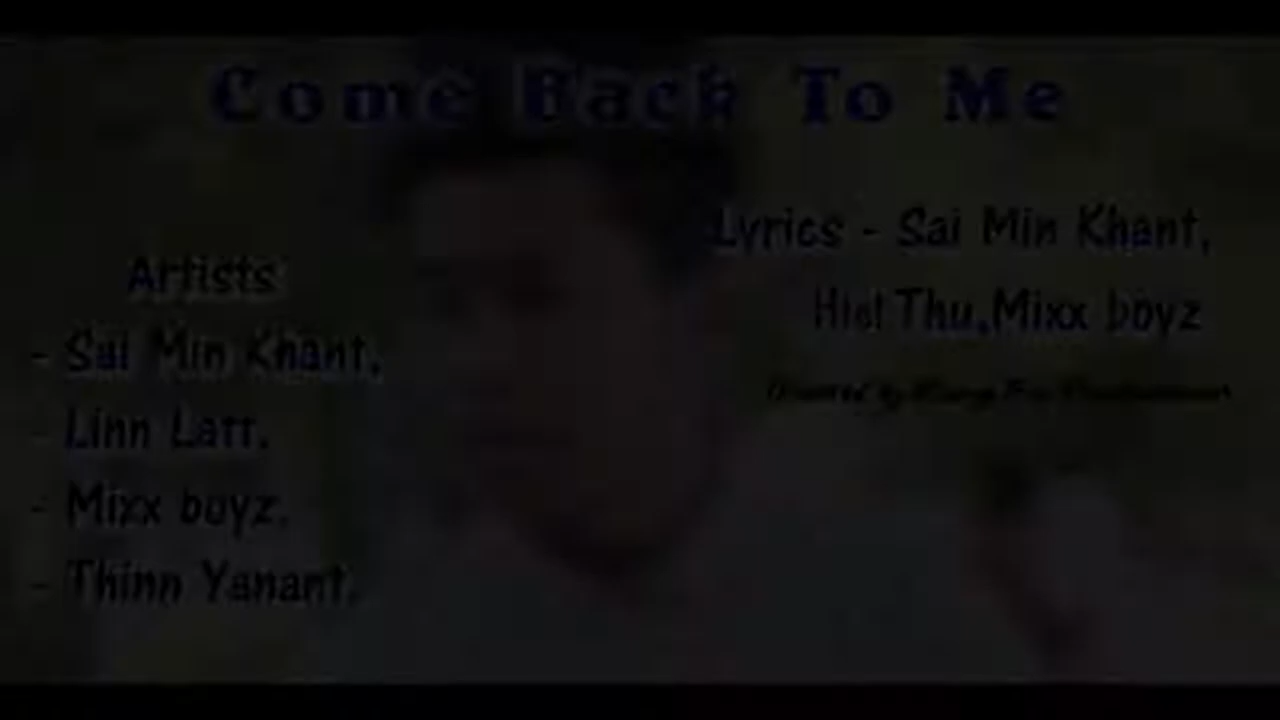 Come Back To Me
Artists
- Sai Min Khant,
- Linn Latt,
- Mixx boyz,
- Thinn Yanant,
Lyrics - Sai Min Khant,
Thu,Mixx boyz
by